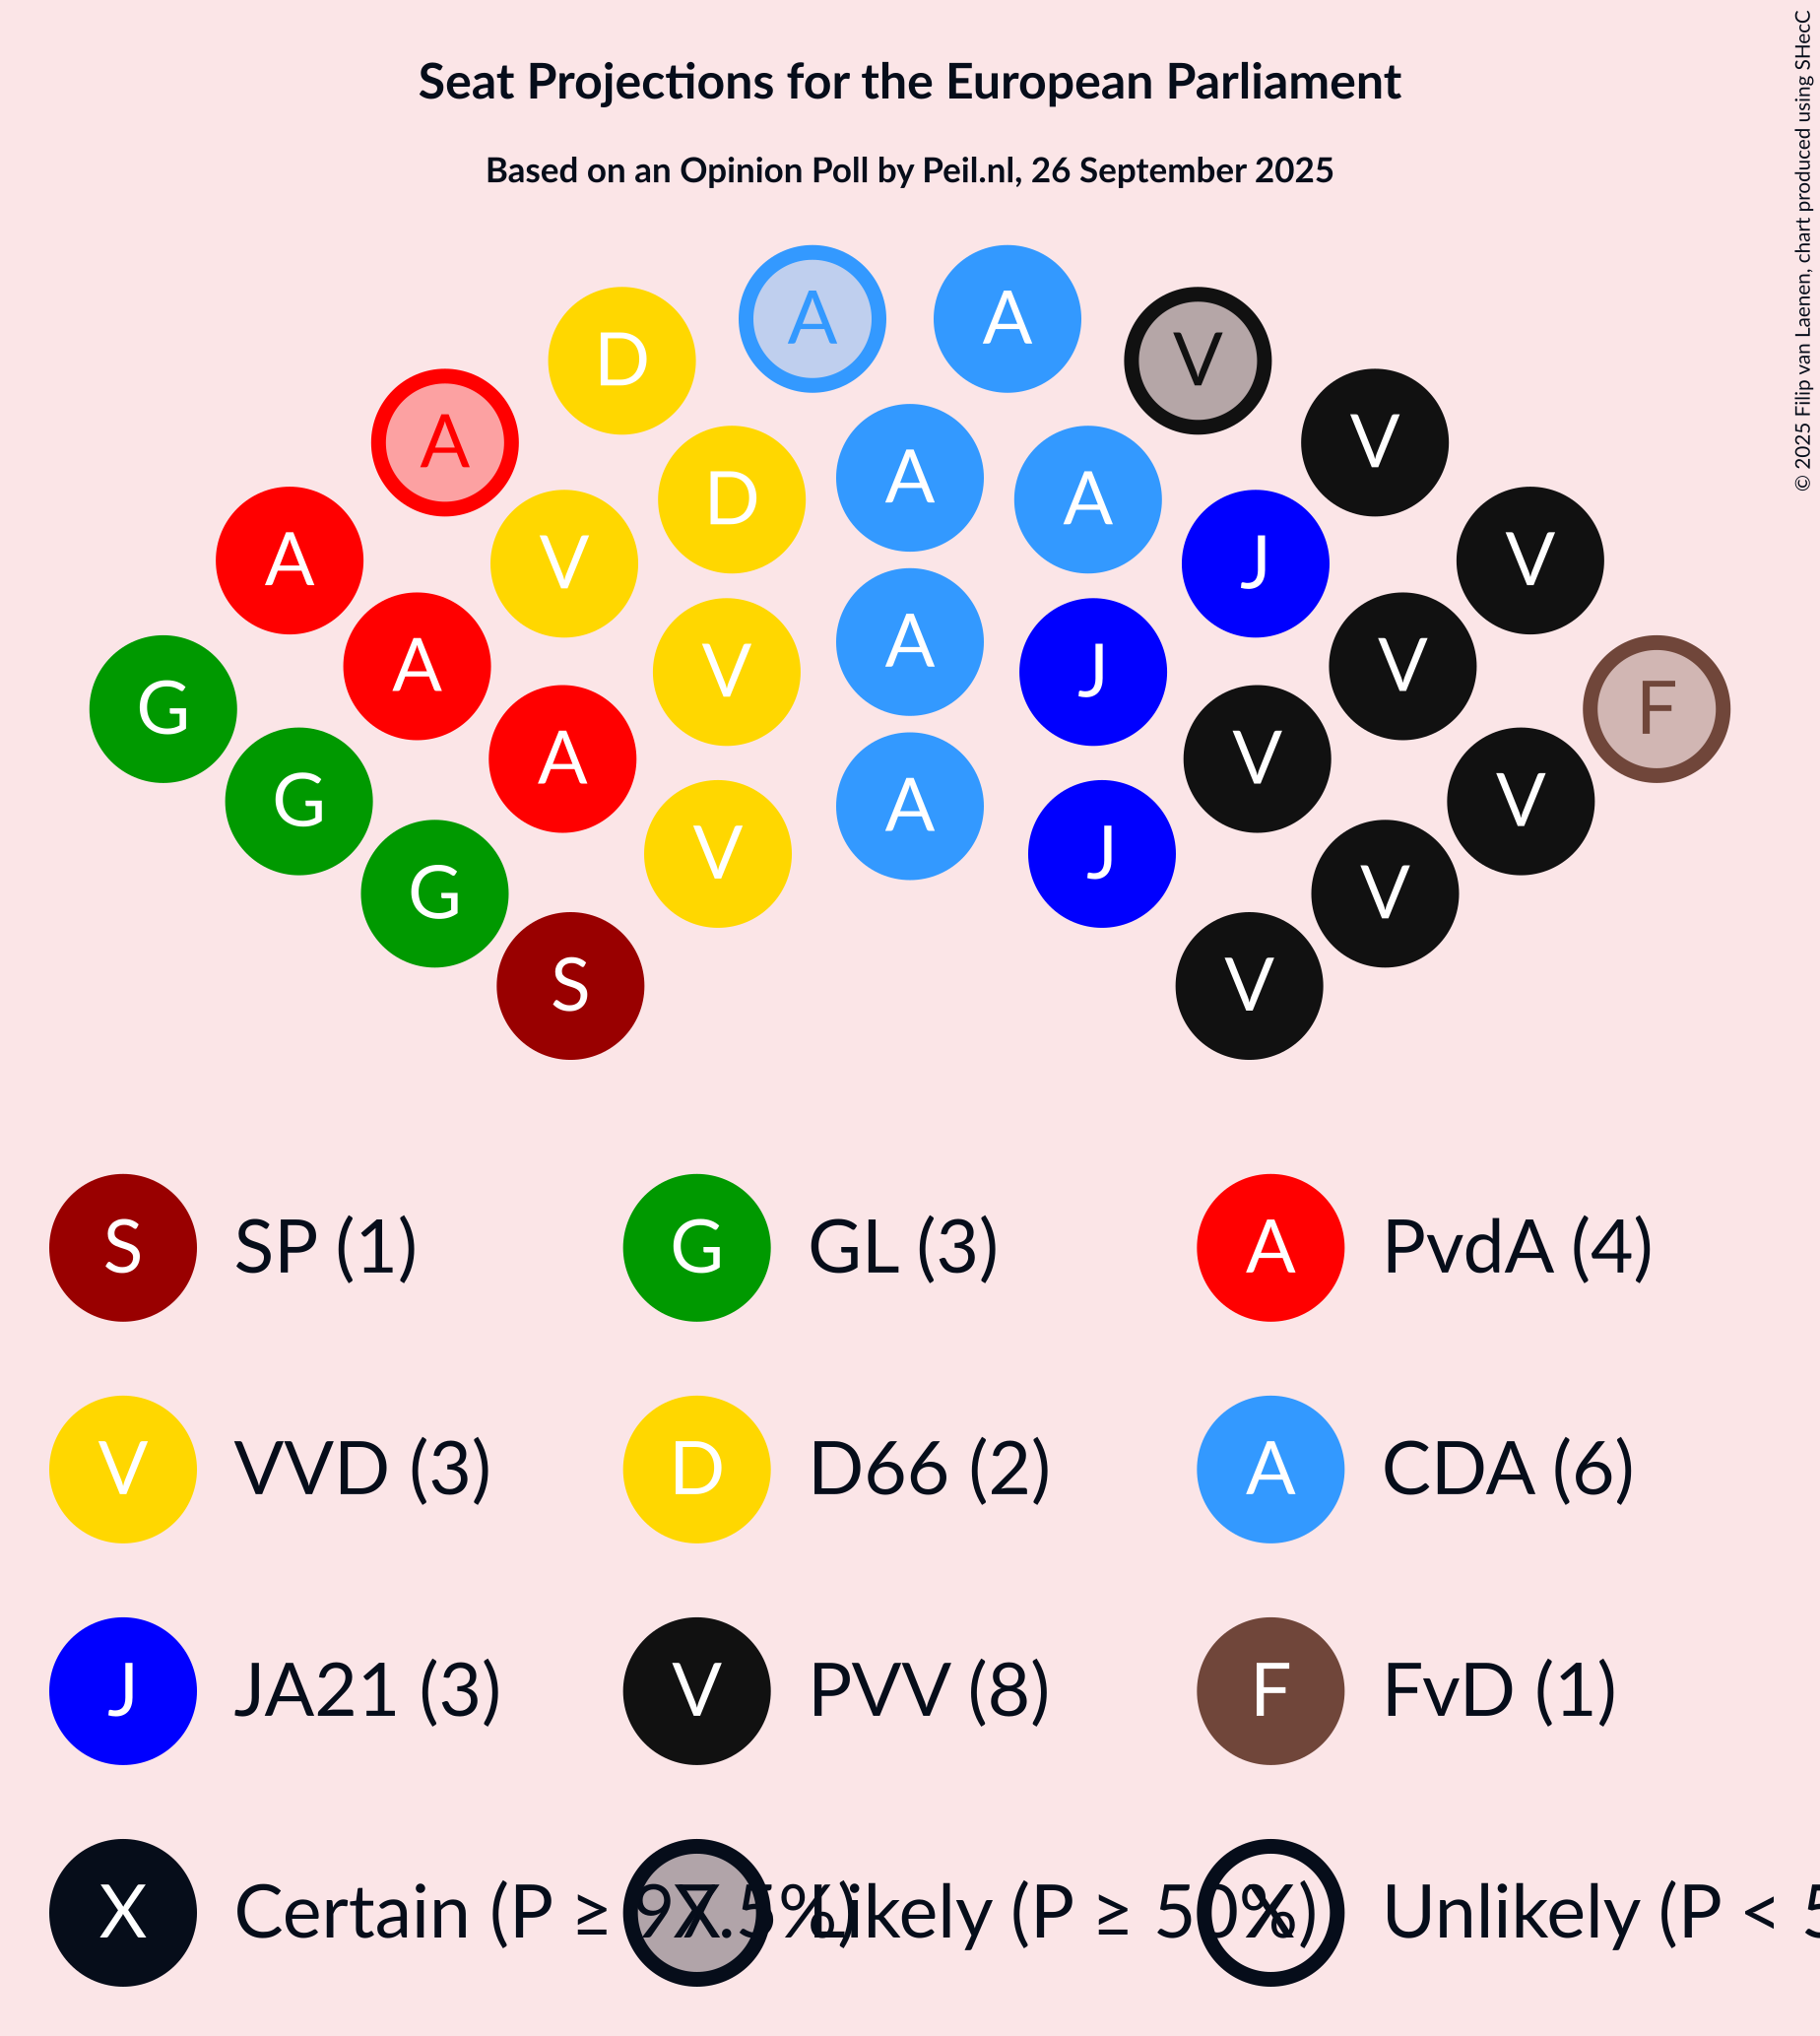 Seat Projections for the European Parliament
Based on an Opinion Poll by Peil.nl, 26 September 2025
© 2025 Filip van Laenen, chart produced using SHecC
A A
D V
A V
A D A A V
V J
G A V F
V A J
G A V V
G V A J V
S V
S SP (1) G GL (3) A PvdA (4)
V VVD (3) D D66 (2) A CDA (6)
J JA21 (3) V PVV (8) F FvD (1)
X Certain (P ≥ 97.5%) X Likely (P ≥ 50%) X Unlikely (P < 5